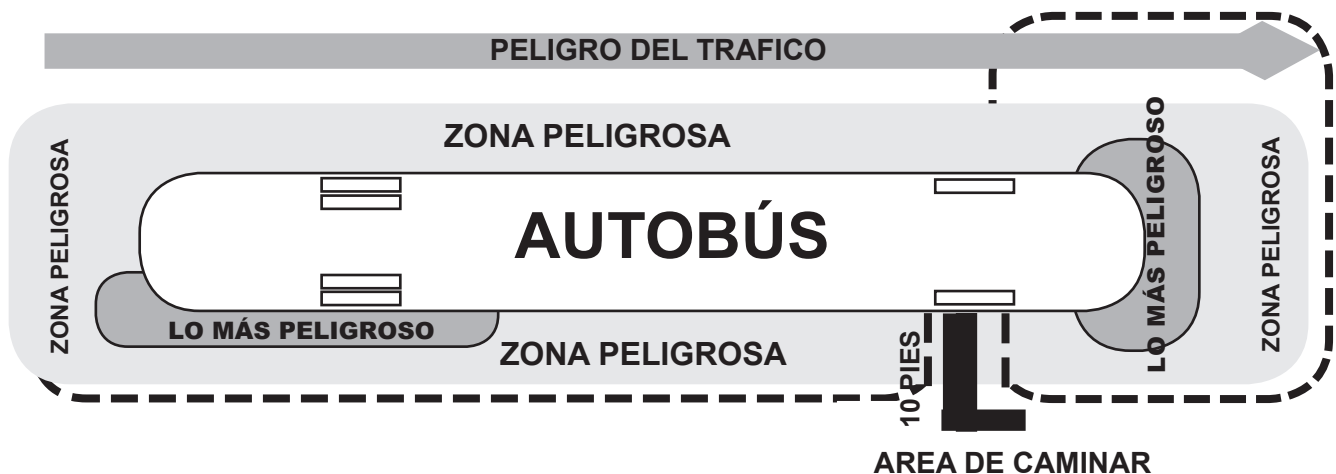 PELIGRO DEL TRAFICO
ZONA PELIGROSA
ZONA PELIGROSA
AUTOBÚS
LO MÁS PELIGROSO
ZONA PELIGROSA
LO MÁS PELIGROSO
ZONA PELIGROSA
10 PIES
AREA DE CAMINAR